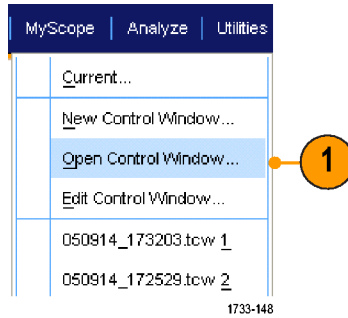 MyScope | Analyze | Utilities
Current...
New Control Window...
Open Control Window...
1
Edit Control Window...
050914_173203.tcw 1
050914_172529.tcw 2
1733-148